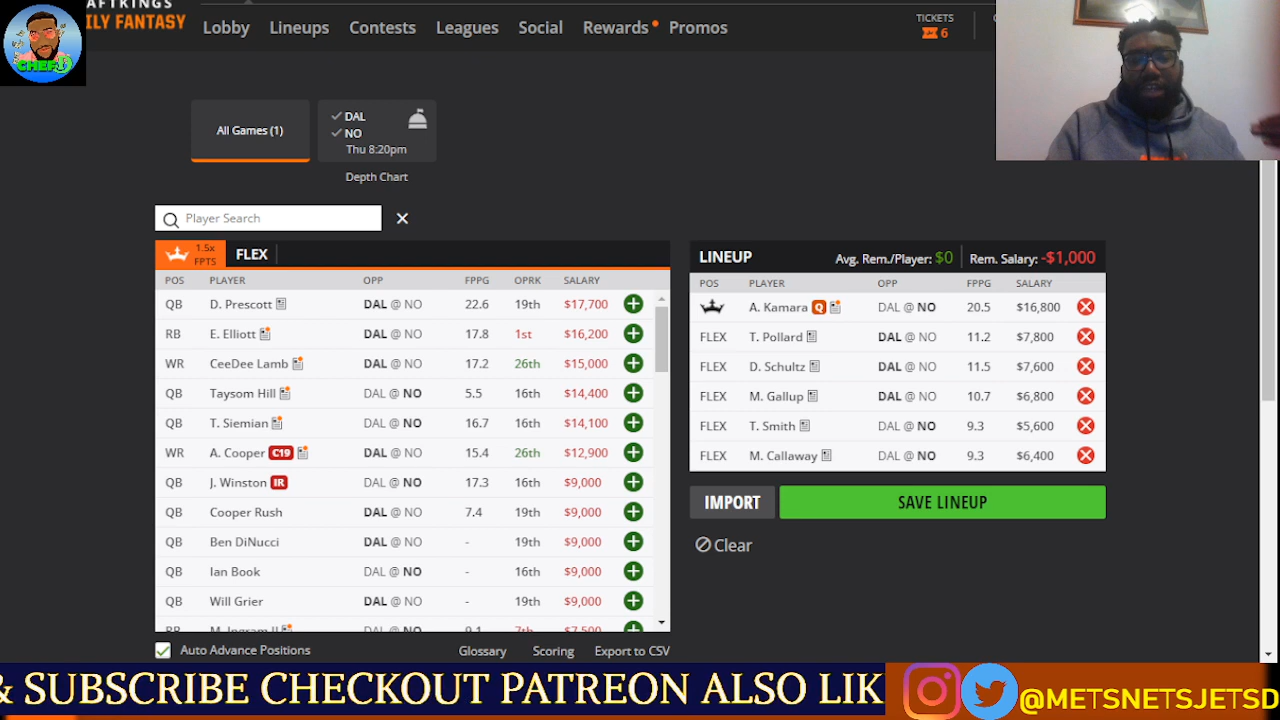 AFTKINGS
ILY FANTASY
Lobby Lineups Contests Leagues Social Rewards Promos
TICKETS
6
CHEF
All Games (1)
DAL
NO
Thu 8:20pm
Depth Chart
Player Search
1.5x
FPTS
FLEX
POS PLAYER OPP FPPG OPRK SALARY
QB D. Prescott DAL @ NO 22.6 19th $17,700
RB E. Elliott DAL @ NO 17.8 1st $16,200
WR CeeDee Lamb DAL @ NO 17.2 26th $15,000
QB Taysom Hill DAL @ NO 5.5 16th $14,400
QB T. Siemian DAL @ NO 16.7 16th $14,100
WR A. Cooper C19 DAL @ NO 15.4 26th $12,900
QB J. Winston IR DAL @ NO 17.3 16th $9,000
QB Cooper Rush DAL @ NO 7.4 19th $9,000
QB Ben DiNucci DAL @ NO - 19th $9,000
QB Ian Book DAL @ NO - 16th $9,000
QB Will Grier DAL @ NO - 19th $9,000
RB M. Ingram II DAL @ NO 9.1 7th $7,500
Auto Advance Positions
Glossary Scoring Export to CSV
LINEUP Avg. Rem./Player: $0 Rem. Salary: -$1,000
POS PLAYER OPP FPPG SALARY
A. Kamara Q DAL @ NO 20.5 $16,800
FLEX T. Pollard DAL @ NO 11.2 $7,800
FLEX D. Schultz DAL @ NO 11.5 $7,600
FLEX M. Gallup DAL @ NO 10.7 $6,800
FLEX T. Smith DAL @ NO 9.3 $5,600
FLEX M. Callaway DAL @ NO 9.3 $6,400
IMPORT SAVE LINEUP
Clear
& SUBSCRIBE CHECKOUT PATREON ALSO LIK
@METSNETSJETSD